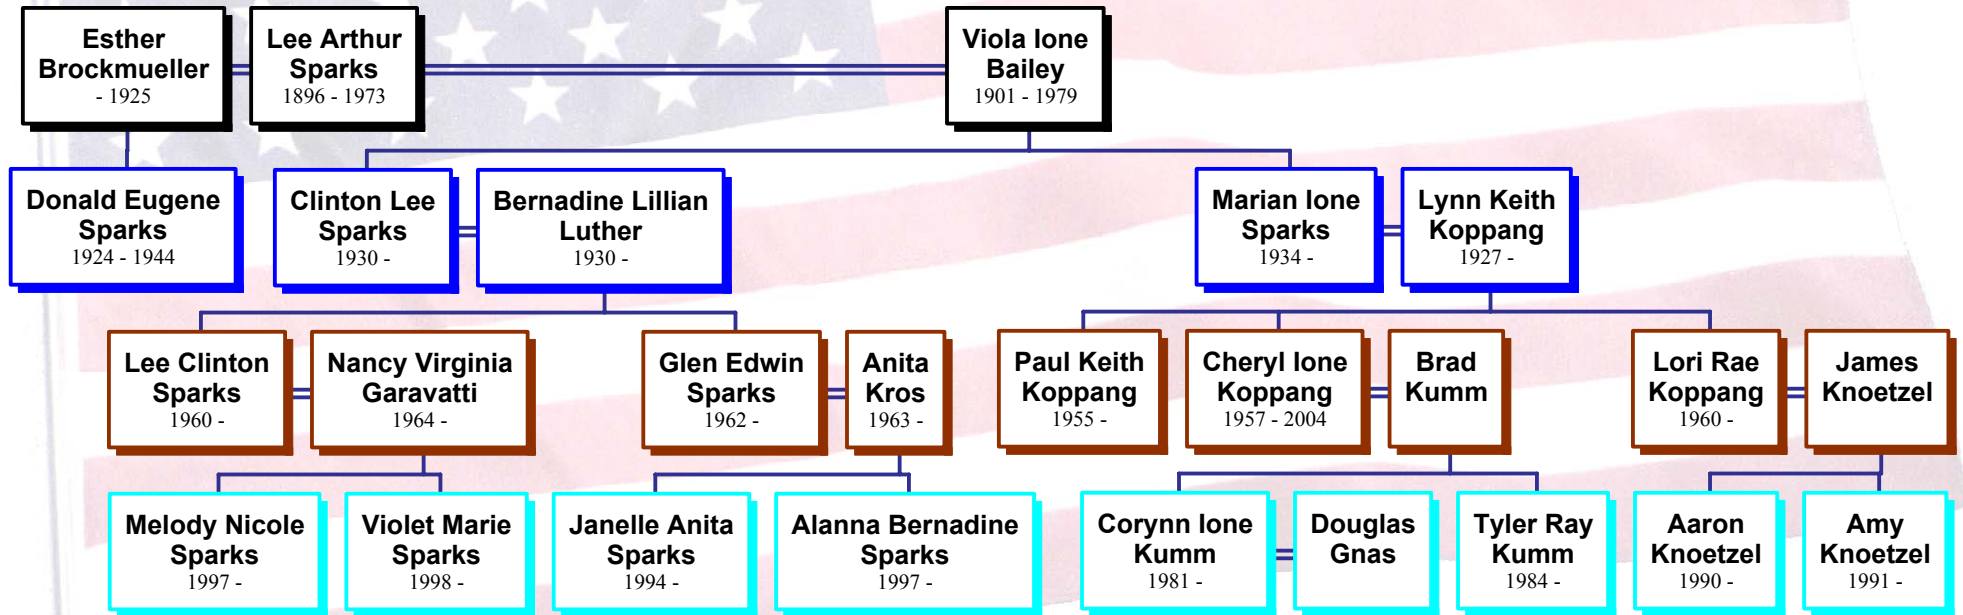 Esther
Brockmueller
- 1925
Lee Arthur
Sparks
1896 - 1973
Viola Ione
Bailey
1901 - 1979
Donald Eugene
Sparks
1924 - 1944
Clinton Lee
Sparks
1930 -
Bernadine Lillian
Luther
1930 -
Marian Ione
Sparks
1934 -
Lynn Keith
Koppang
1927 -
Lee Clinton
Sparks
1960 -
Nancy Virginia
Garavatti
1964 -
Glen Edwin
Sparks
1962 -
Anita
Kros
1963 -
Paul Keith
Koppang
1955 -
Cheryl Ione
Koppang
1957 - 2004
Brad
Kumm
Lori Rae
Koppang
1960 -
James
Knoetzel
Melody Nicole
Sparks
1997 -
Violet Marie
Sparks
1998 -
Janelle Anita
Sparks
1994 -
Alanna Bernadine
Sparks
1997 -
Corynn Ione
Kumm
1981 -
Douglas
Gnas
Tyler Ray
Kumm
1984 -
Aaron
Knoetzel
1990 -
Amy
Knoetzel
1991 -